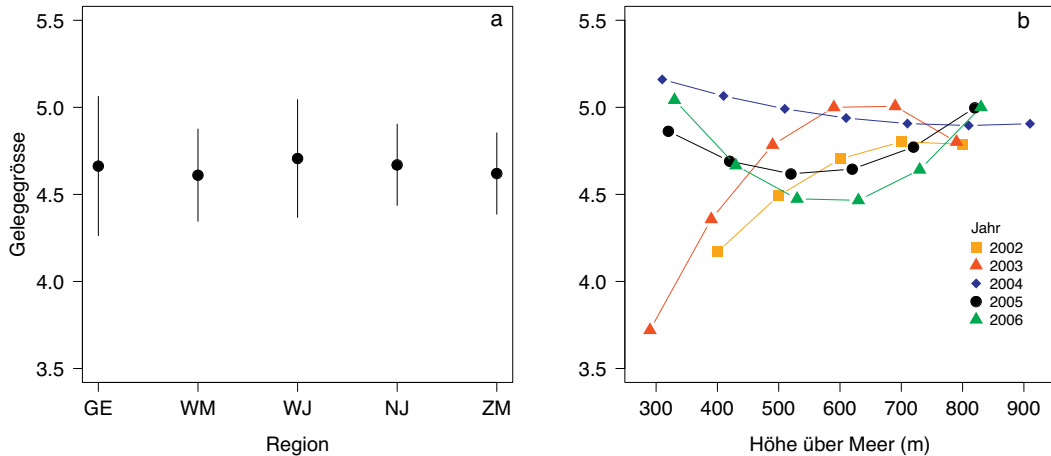 a
5.5
5.0
4.5
4.0
3.5
Gelegegrösse
GE WM WJ NJ ZM
Region
b
5.5
5.0
4.5
4.0
3.5
Jahr
2002
2003
2004
2005
2006
300 400 500 600 700 800 900
Höhe über Meer (m)